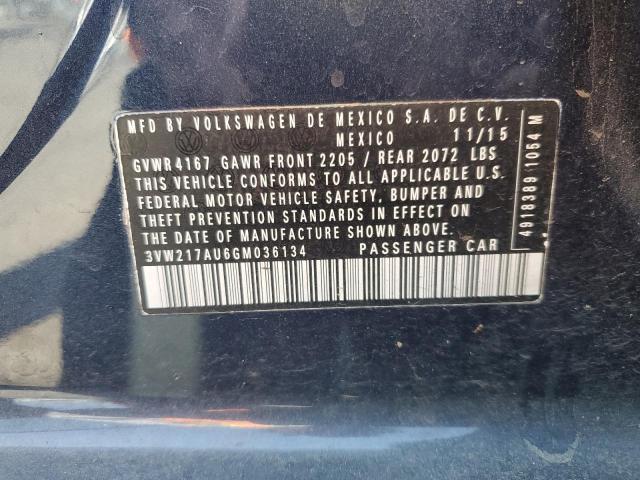 MFD BY VOLKSWAGEN DE MEXICO S.A. DE C.V.
MEXICO 11/15
GVWR 4167 GAWR FRONT 2205 / REAR 2072 LBS
THIS VEHICLE CONFORMS TO ALL APPLICABLE U.S.
FEDERAL MOTOR VEHICLE SAFETY, BUMPER AND
THEFT PREVENTION STANDARDS IN EFFECT ON
THE DATE OF MANUFACTURE SHOWN ABOVE.
3VW217AU6GM036134 PASSENGER CAR
4918389 1054 M